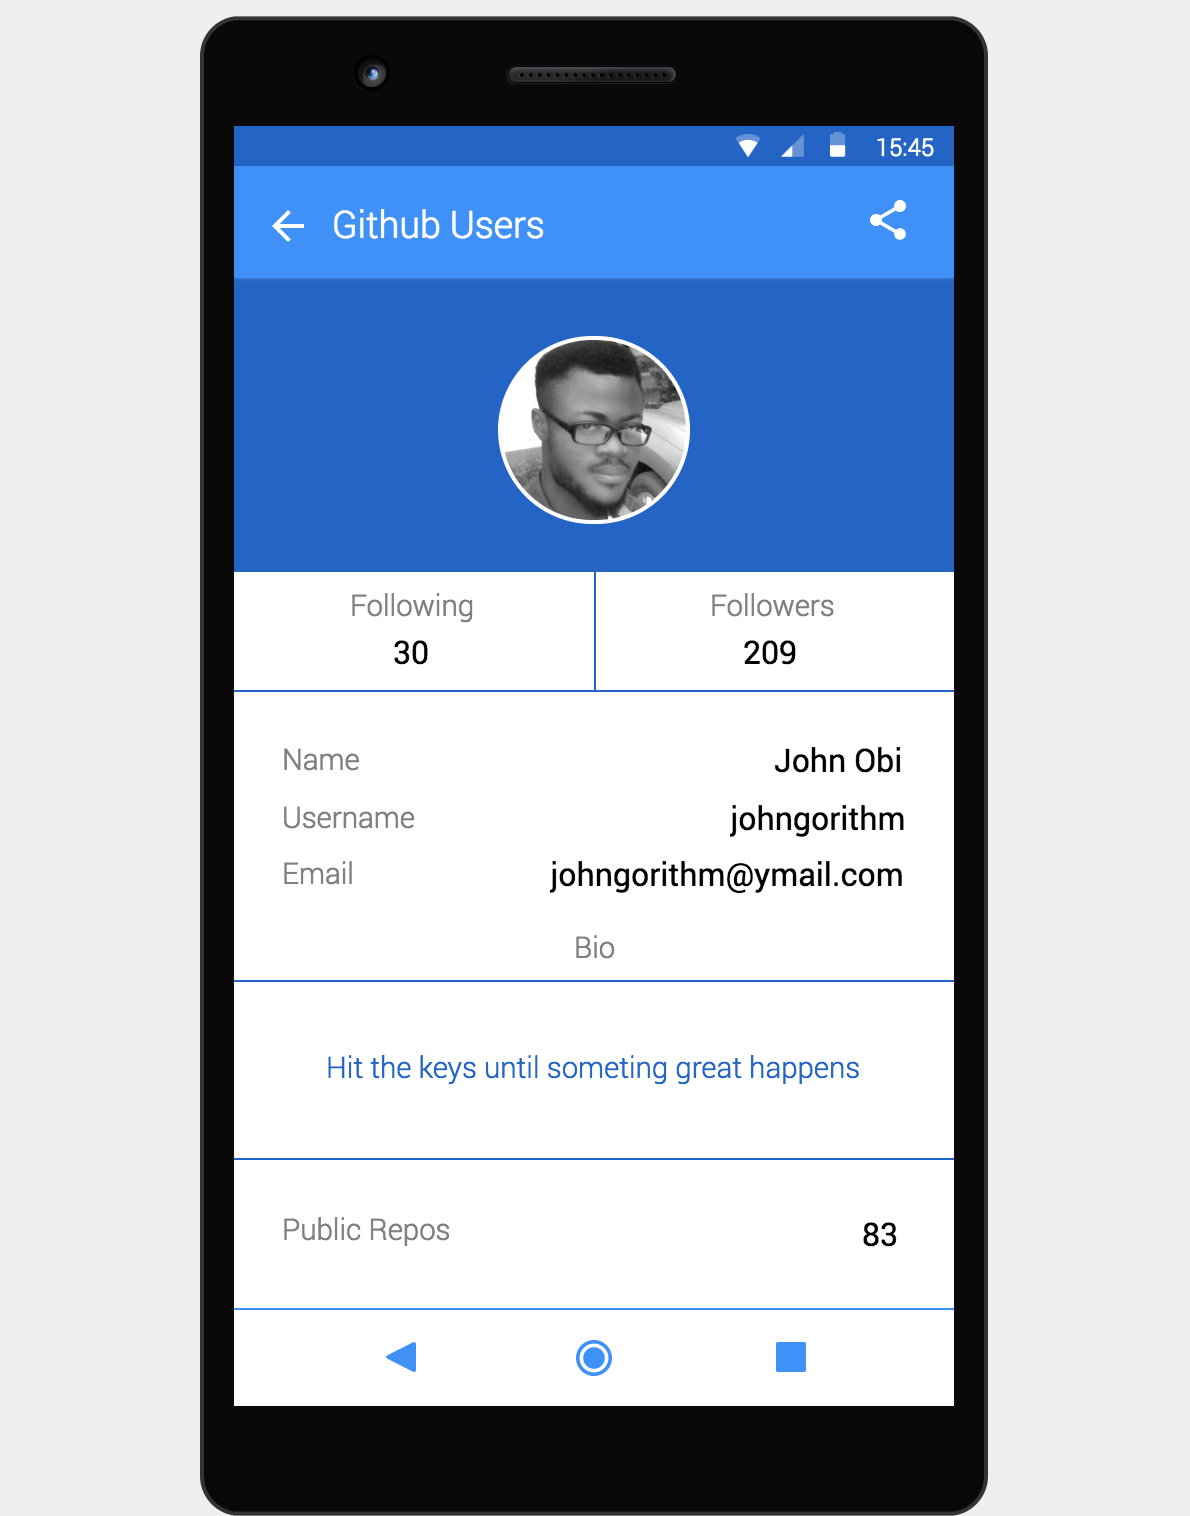 15:45
Github Users
Following
Followers
30
209
Name
John Obi
Username
johngorithm
Email
johngorithm@ymail.com
Bio
Hit the keys until someting great happens
Public Repos
83